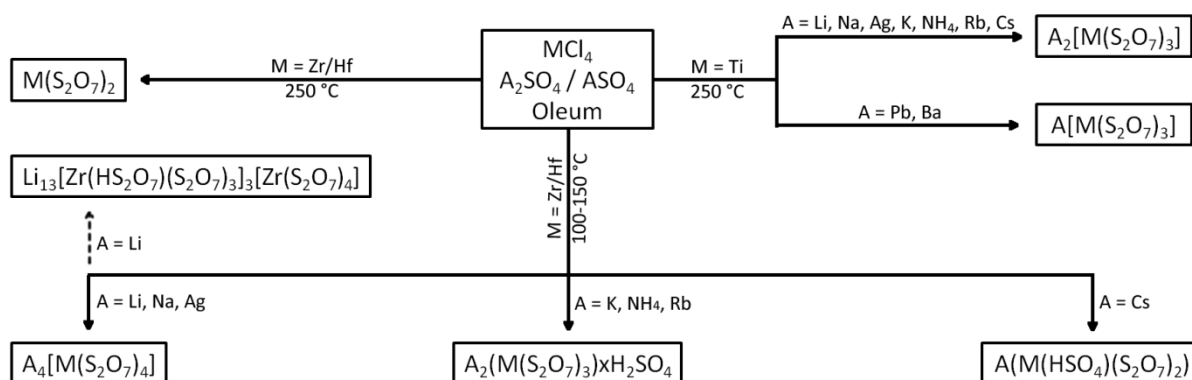 A = Li, Na, Ag, K, NH₄, Rb, Cs
A₂[M(S₂O₇)₃]
MCl₄
A₂SO₄ / ASO₄
Oleum
M(S₂O₇)₂
M = Zr/Hf
250 °C
M = Ti
250 °C
A = Pb, Ba
A[M(S₂O₇)₃]
Li₁₃[Zr(HS₂O₇)(S₂O₇)₃]₃[Zr(S₂O₇)₄]
M = Zr/Hf
100-150 °C
A = Li
A = Li, Na, Ag
A = K, NH₄, Rb
A = Cs
A₄[M(S₂O₇)₄]
A₂(M(S₂O₇)₃)xH₂SO₄
A(M(HSO₄)(S₂O₇)₂)